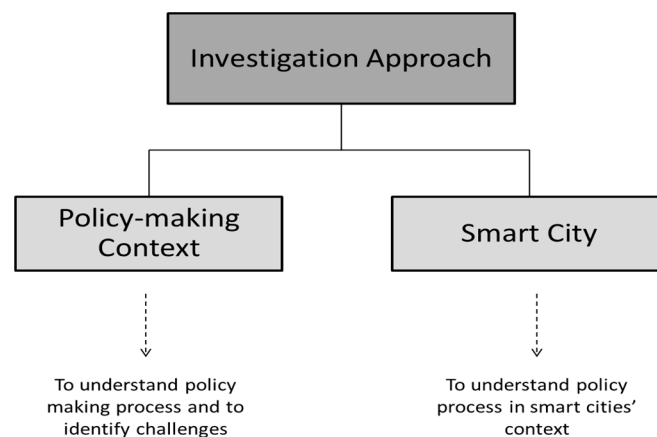 Investigation Approach
Policy-making
Context
Smart City
To understand policy
making process and to
identify challenges
To understand policy
process in smart cities’
context